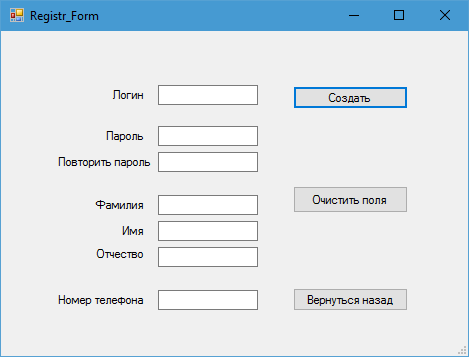 Registr_Form
Логин
Создать
Пароль
Повторить пароль
Очистить поля
Фамилия
Имя
Отчество
Номер телефона
Вернуться назад